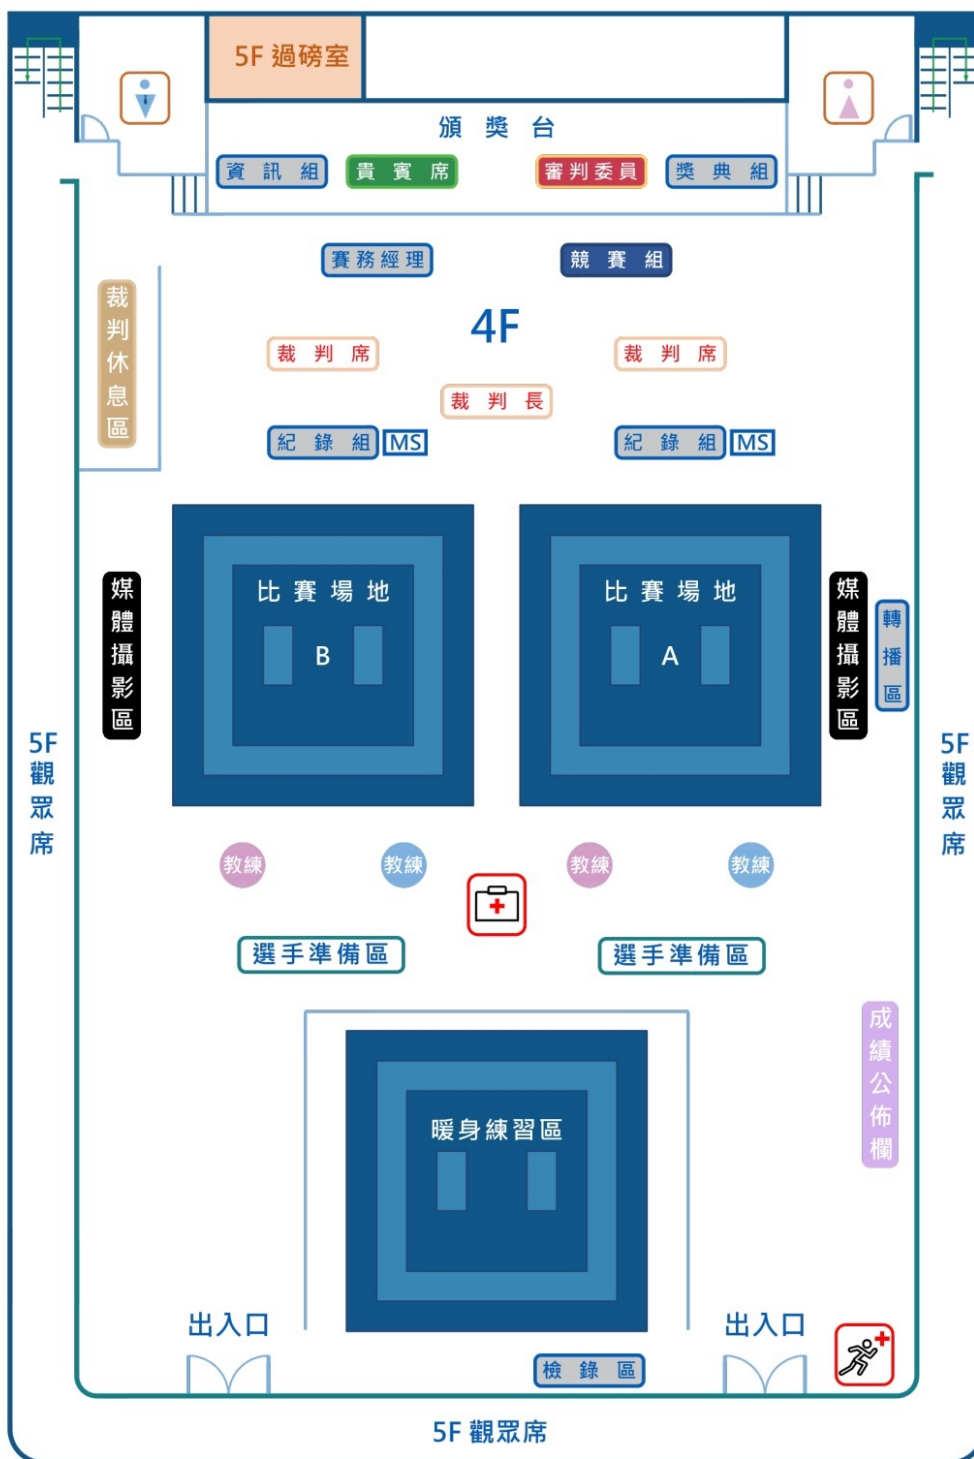 5F 過磅室
頒獎台
資訊組
貴賓席
審判委員
獎典組
賽務經理
競賽組
裁判休息區
4F
裁判席
裁判席
裁判長
紀錄組 MS
紀錄組 MS
媒體攝影區
比賽場地
B
比賽場地
A
媒體攝影區
轉播區
5F
觀眾席
5F
觀眾席
教練
教練
教練
教練
選手準備區
選手準備區
成績公佈欄
暖身練習區
出入口
出入口
檢錄區
5F 觀眾席